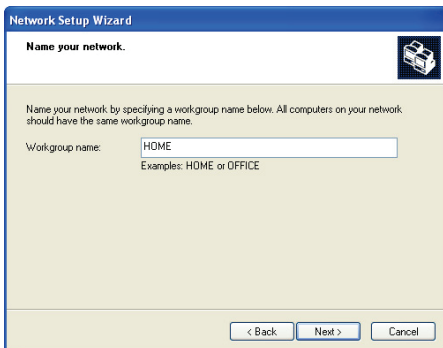 Network Setup Wizard
Name your network.
Name your network by specifying a workgroup name below. All computers on your network
should have the same workgroup name.
Workgroup name: HOME
Examples: HOME or OFFICE
< Back Next > Cancel